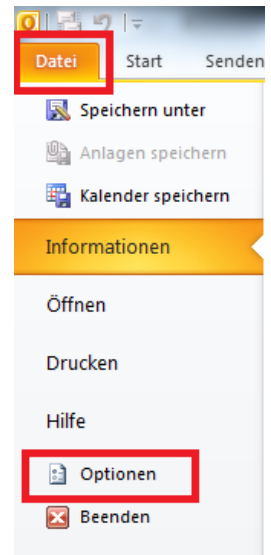 Datei Start Senden
Speichern unter
Anlagen speichern
Kalender speichern
Informationen
Öffnen
Drucken
Hilfe
Optionen
Beenden